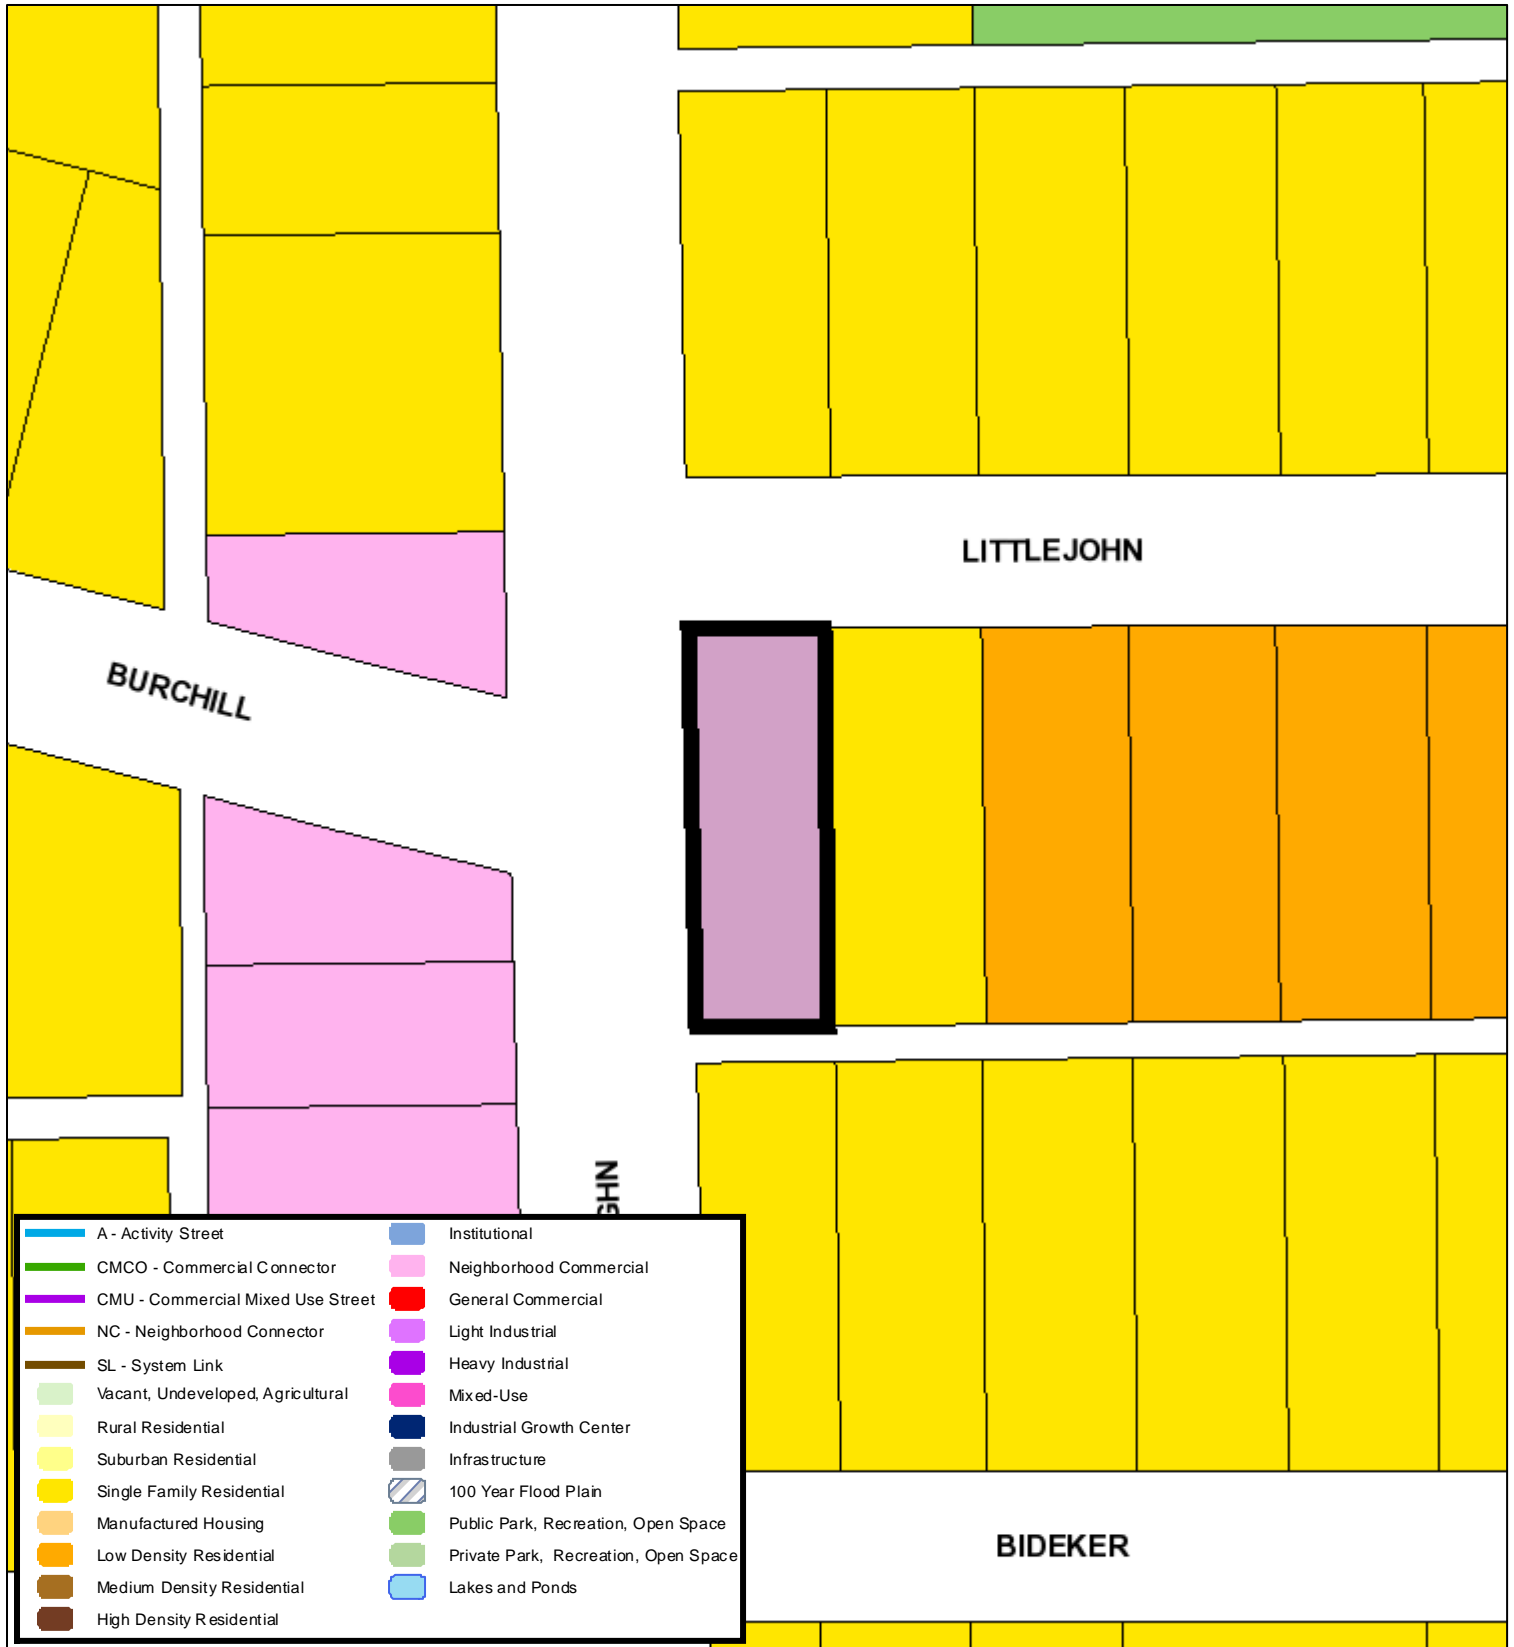 LITTLEJOHN
BURCHILL
GHN
A - Activity Street
CMCO - Commercial Connector
CMU - Commercial Mixed Use Street
NC - Neighborhood Connector
SL - System Link
Vacant, Undeveloped, Agricultural
Rural Residential
Suburban Residential
Single Family Residential
Manufactured Housing
Low Density Residential
Medium Density Residential
High Density Residential
Institutional
Neighborhood Commercial
General Commercial
Light Industrial
Heavy Industrial
Mixed-Use
Industrial Growth Center
Infrastructure
100 Year Flood Plain
Public Park, Recreation, Open Space
Private Park, Recreation, Open Space
Lakes and Ponds
BIDEKER